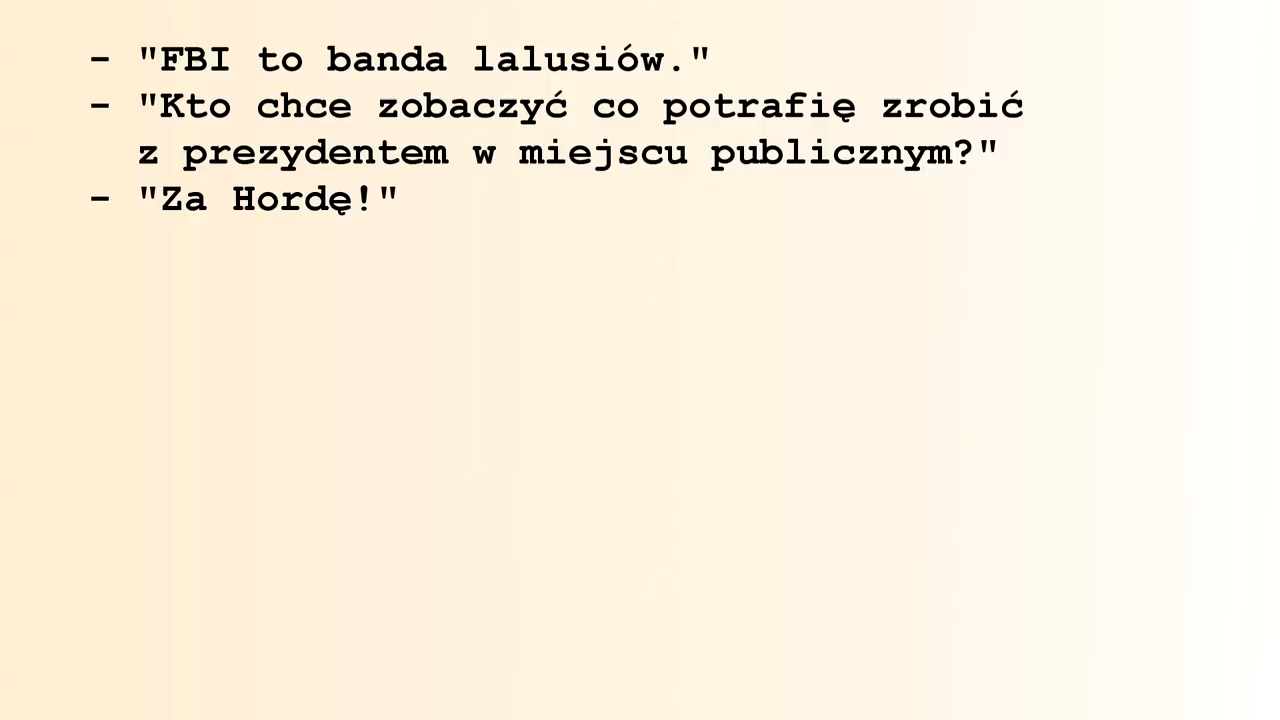 - "FBI to banda lalusiów."
- "Kto chce zobaczyć co potrafię zrobić
z prezydentem w miejscu publicznym?"
- "Za Hordę!"